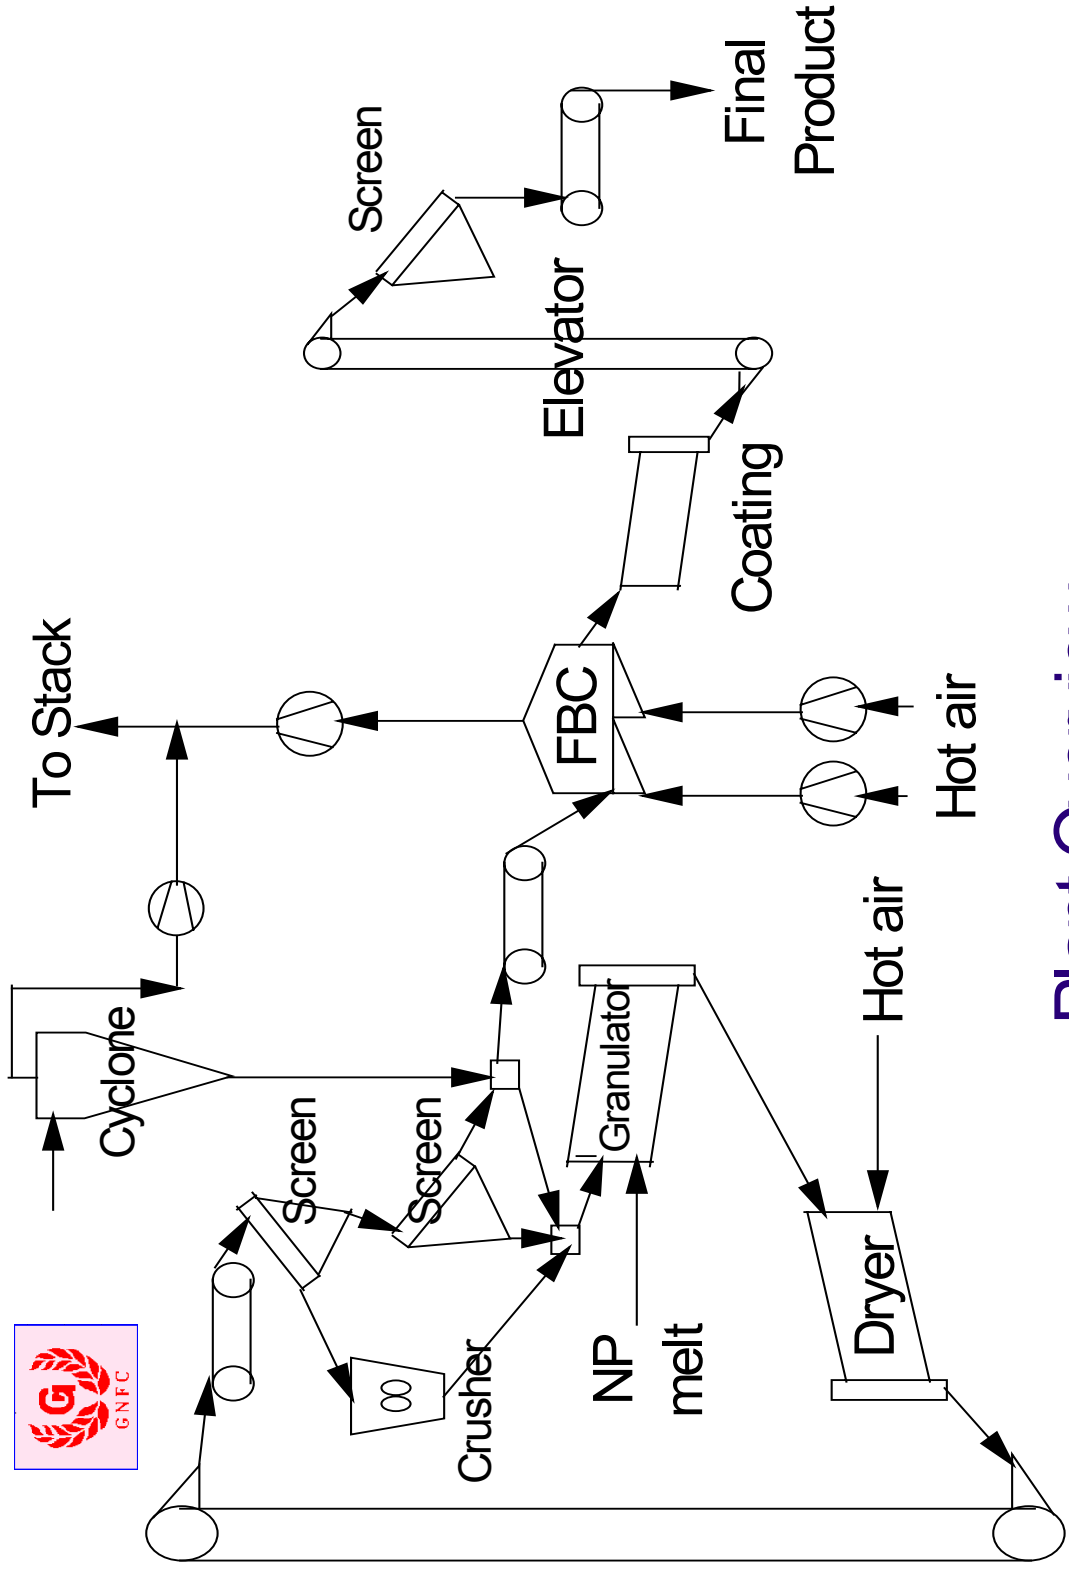 G
GNFC
To Stack
Cyclone
Screen
Screen
Screen
Crusher
Elevator
FBC
NP
melt
Granulator
Final
Product
Coating
Dryer
Hot air
Hot air